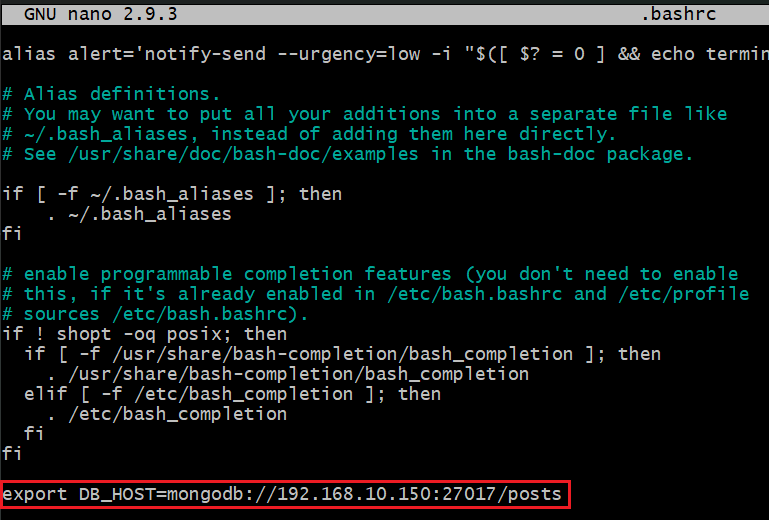 GNU nano 2.9.3 .bashrc
alias alert='notify-send --urgency=low -i "$([ $? = 0 ] && echo termin
# Alias definitions.
# You may want to put all your additions into a separate file like
# ~/.bash_aliases, instead of adding them here directly.
# See /usr/share/doc/bash-doc/examples in the bash-doc package.
if [ -f ~/.bash_aliases ]; then
    . ~/.bash_aliases
fi
# enable programmable completion features (you don't need to enable
# this, if it's already enabled in /etc/bash.bashrc and /etc/profile
# sources /etc/bash.bashrc).
if ! shopt -oq posix; then
  if [ -f /usr/share/bash-completion/bash_completion ]; then
    . /usr/share/bash-completion/bash_completion
  elif [ -f /etc/bash_completion ]; then
    . /etc/bash_completion
  fi
fi
export DB_HOST=mongodb://192.168.10.150:27017/posts